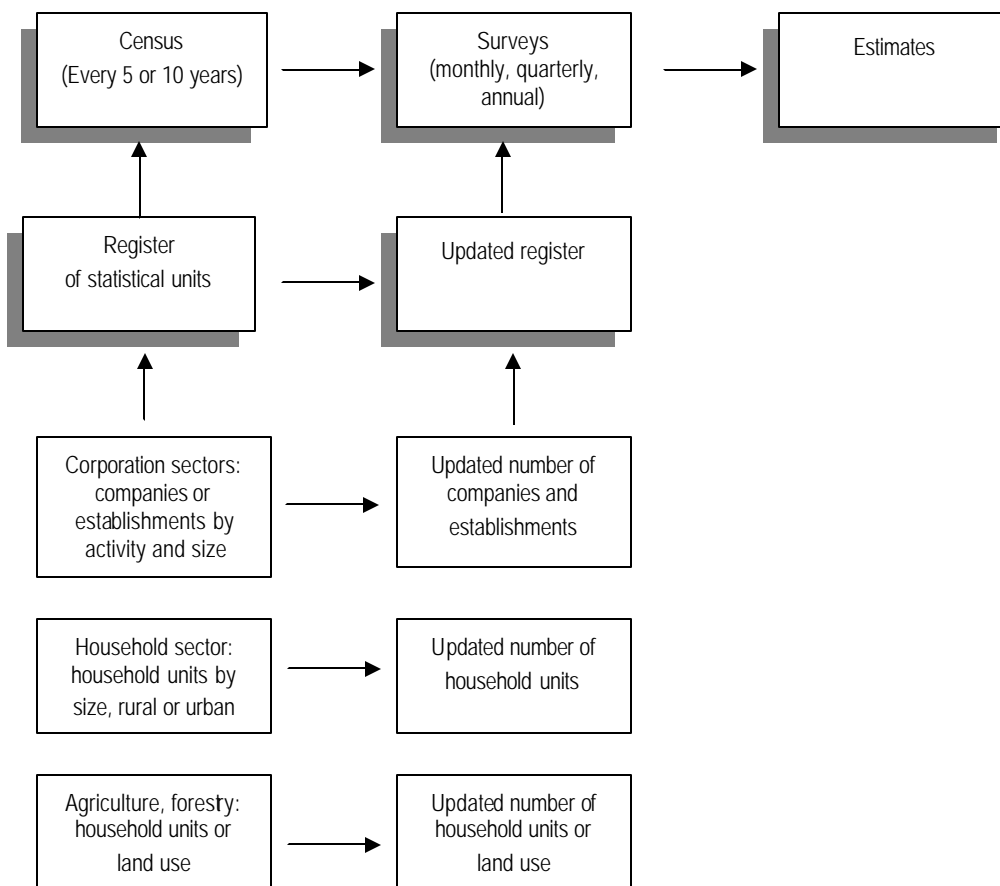 Census
(Every 5 or 10 years)
Surveys
(monthly, quarterly,
annual)
Estimates
Register
of statistical units
Updated register
Corporation sectors:
companies or
establishments by
activity and size
Updated number of
companies and
establishments
Household sector:
household units by
size, rural or urban
Updated number of
household units
Agriculture, forestry:
household units or
land use
Updated number of
household units or
land use